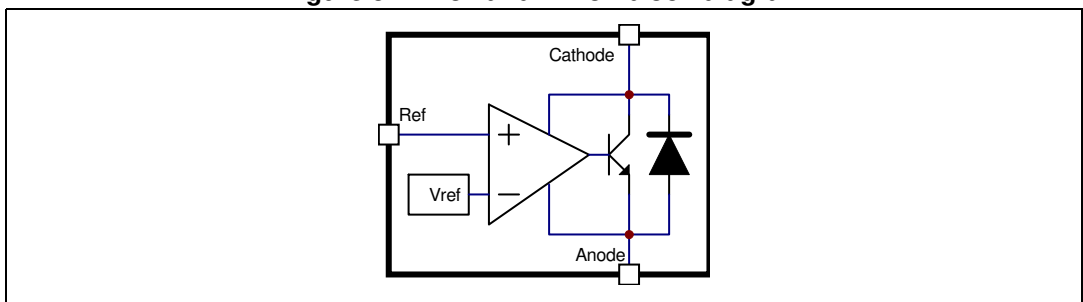 Cathode
Ref
+
Vref
−
Anode